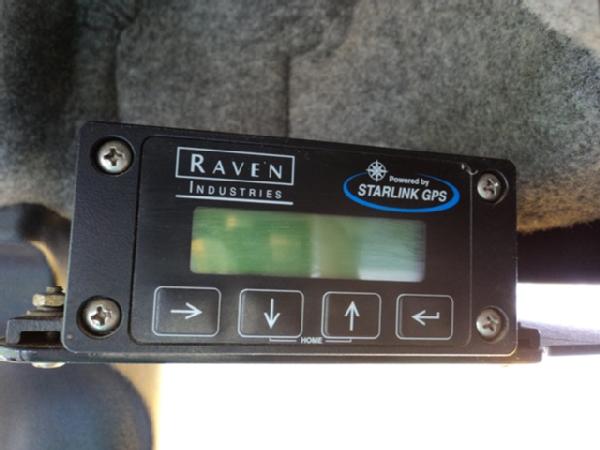 RAVEN
INDUSTRIES
Powered by
STARLINK GPS
HOME